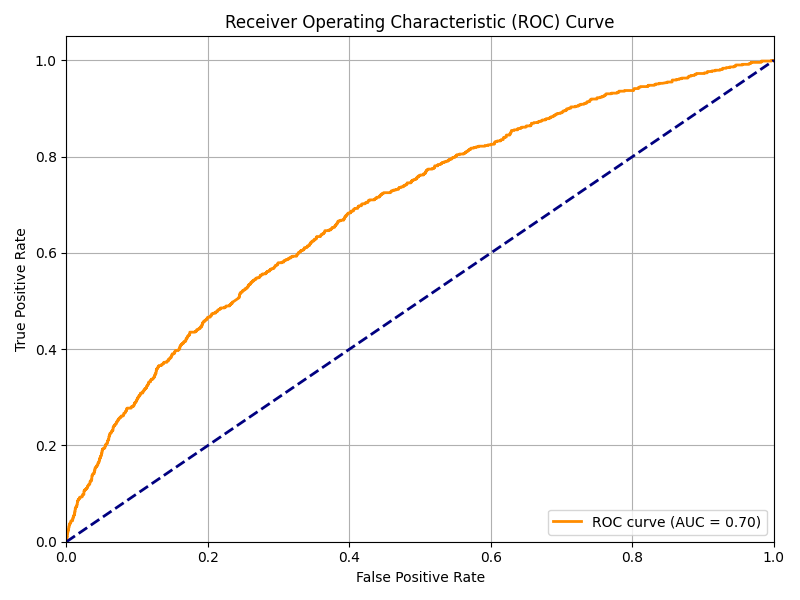 Receiver Operating Characteristic (ROC) Curve
True Positive Rate
1.0
0.8
0.6
0.4
0.2
0.0
ROC curve (AUC = 0.70)
0.0 0.2 0.4 0.6 0.8 1.0
False Positive Rate